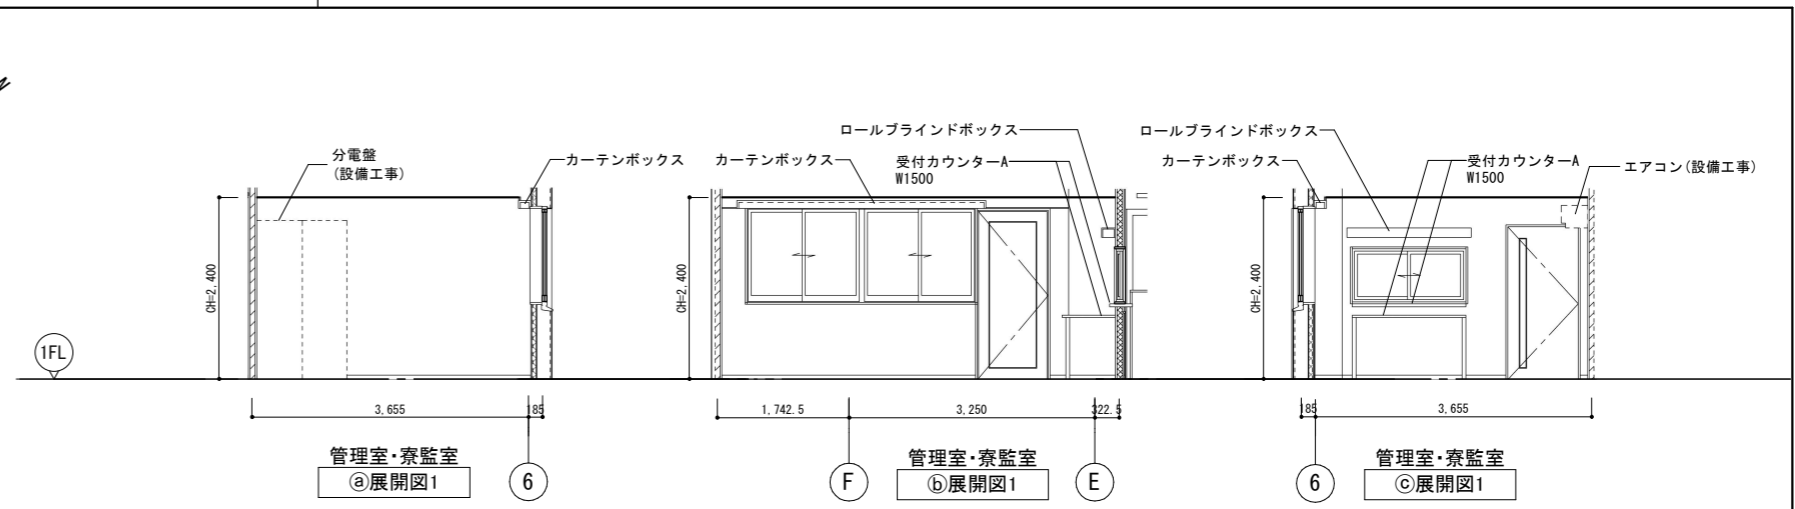 ロールブラインドボックス
ロールブラインドボックス
分電盤
(設備工事)
カーテンボックス
カーテンボックス
受付カウンターA
W1500
カーテンボックス
受付カウンターA
W1500
エアコン(設備工事)
CH=2,400
CH=2,400
CH=2,400
1FL
3,655
185
1,742.5
3,250
322.5
185
3,655
管理室・寮監室
ⓐ展開図1
6
F
管理室・寮監室
ⓑ展開図1
E
6
管理室・寮監室
ⓒ展開図1